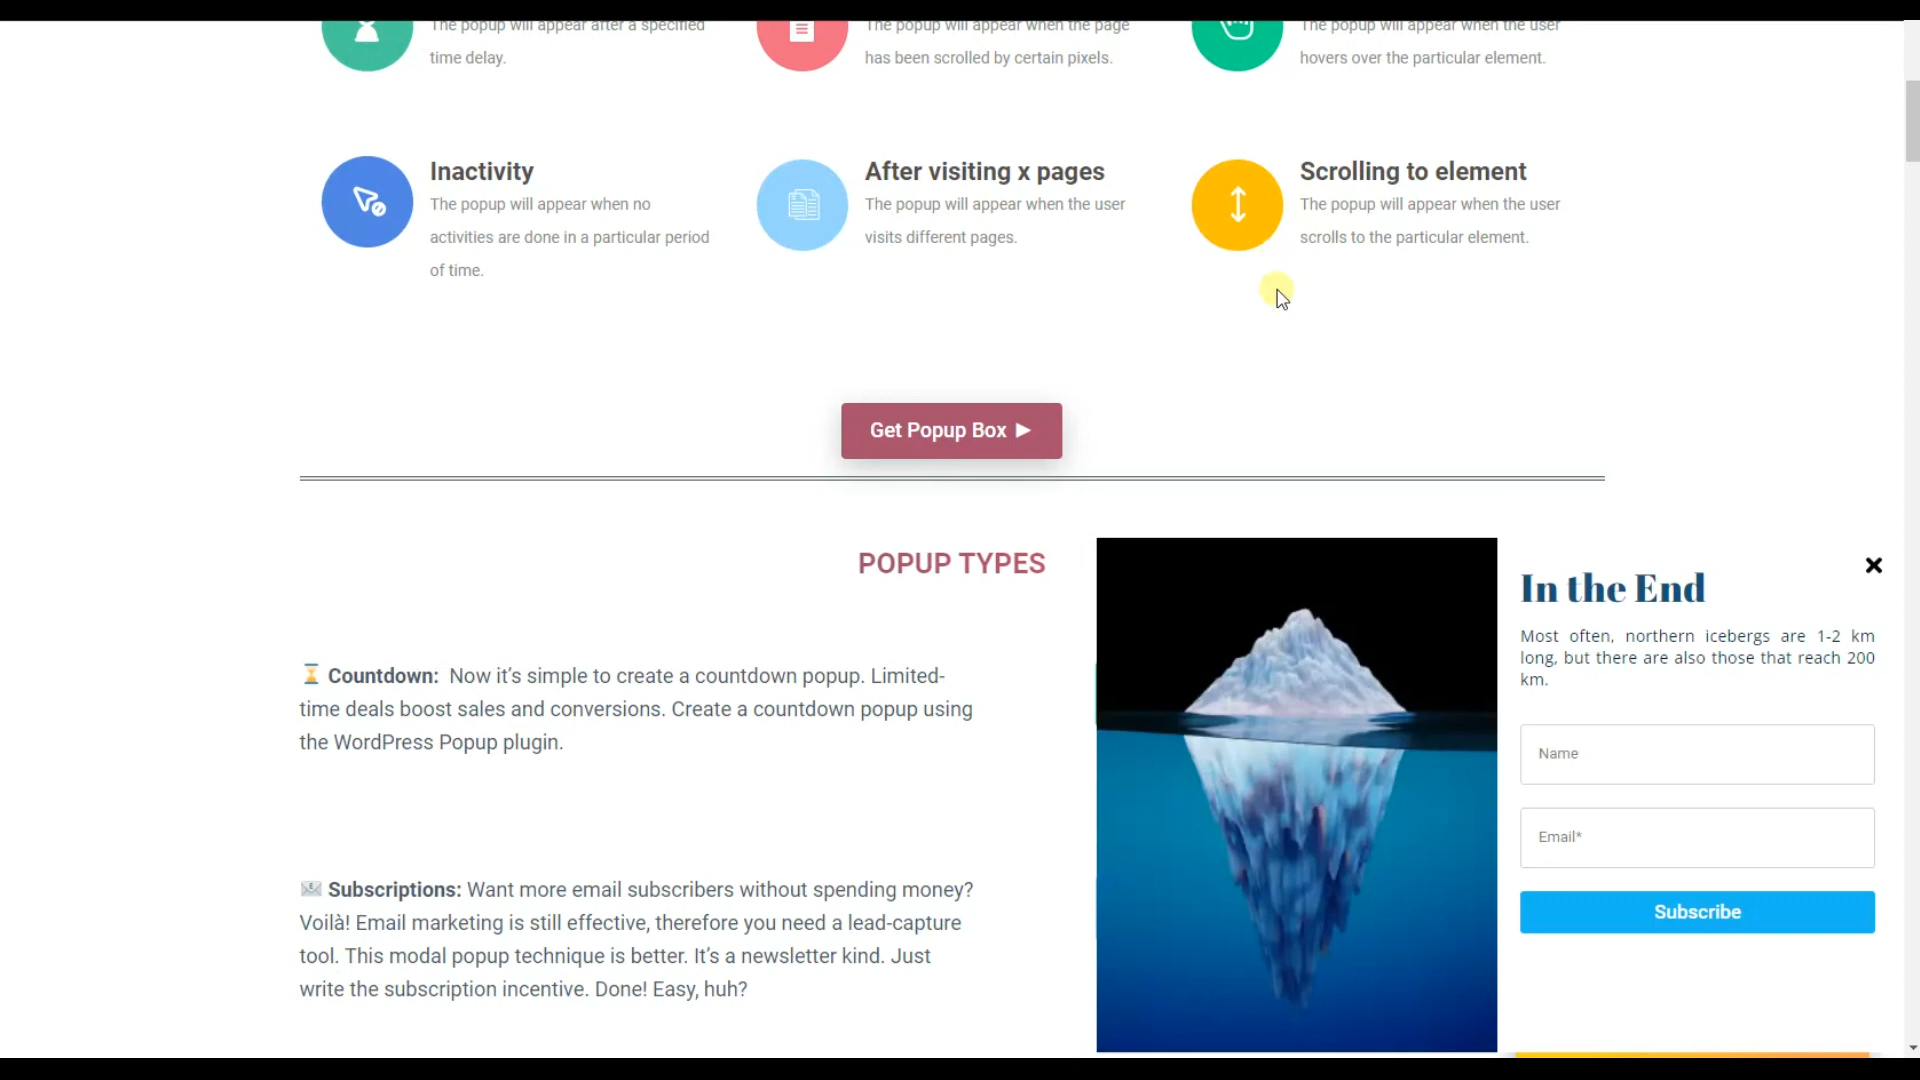 The popup will appear after a specified
time delay.
The popup will appear when the page
has been scrolled by certain pixels.
The popup will appear when the user
hovers over the particular element.
Inactivity
The popup will appear when no
activities are done in a particular period
of time.
After visiting x pages
The popup will appear when the user
visits different pages.
Scrolling to element
The popup will appear when the user
scrolls to the particular element.
Get Popup Box ►
POPUP TYPES
⏳ Countdown: Now it’s simple to create a countdown popup. Limited-
time deals boost sales and conversions. Create a countdown popup using
the WordPress Popup plugin.
📧 Subscriptions: Want more email subscribers without spending money?
Voilà! Email marketing is still effective, therefore you need a lead-capture
tool. This modal popup technique is better. It’s a newsletter kind. Just
write the subscription incentive. Done! Easy, huh?
In the End
Most often, northern icebergs are 1-2 km
long, but there are also those that reach 200
km.
Name
Email*
Subscribe